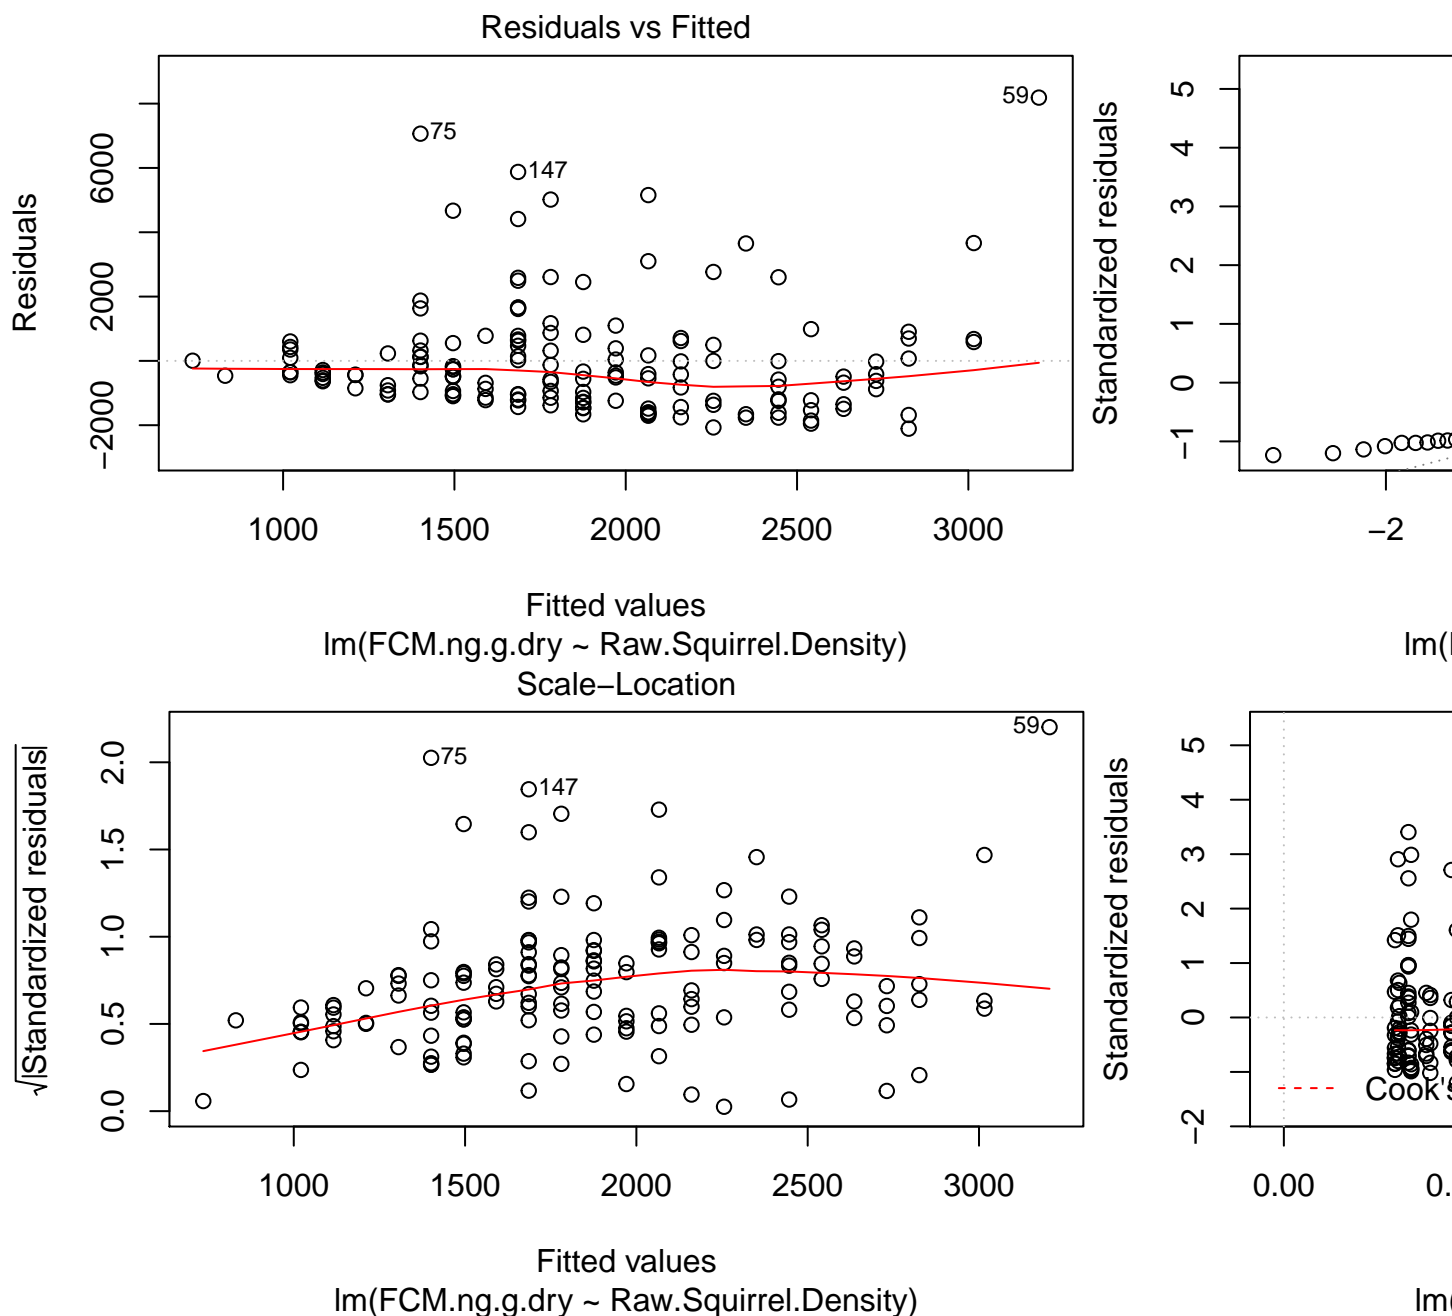 Residuals vs Fitted
Residuals
6000
2000
−2000
59
75
147
1000 1500 2000 2500 3000
Fitted values
lm(FCM.ng.g.dry ~ Raw.Squirrel.Density)
Standardized residuals
5
4
3
2
1
0
−1
−2
lm(
Scale−Location
√|Standardized residuals|
2.0
1.5
1.0
0.5
0.0
59
75
147
1000 1500 2000 2500 3000
Fitted values
lm(FCM.ng.g.dry ~ Raw.Squirrel.Density)
Standardized residuals
5
4
3
2
1
0
−2
Cook's
0.00 0.
lm(